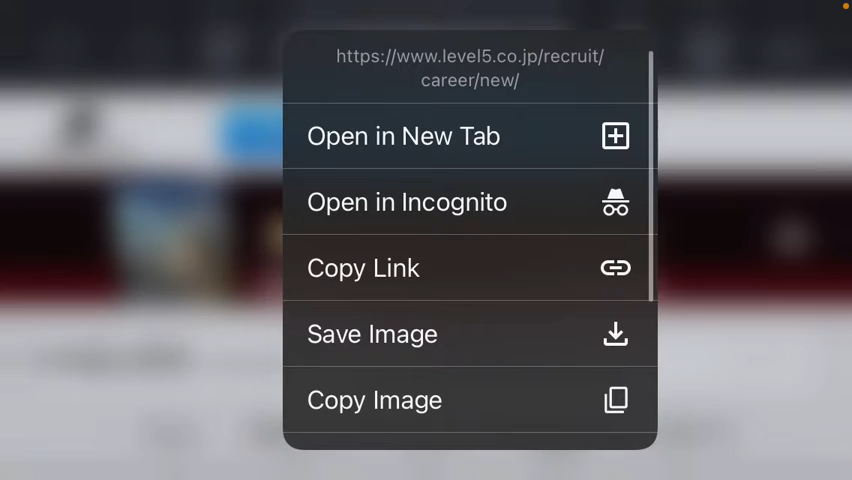 https://www.level5.co.jp/recruit/
career/new/
Open in New Tab
Open in Incognito
Copy Link
Save Image
Copy Image